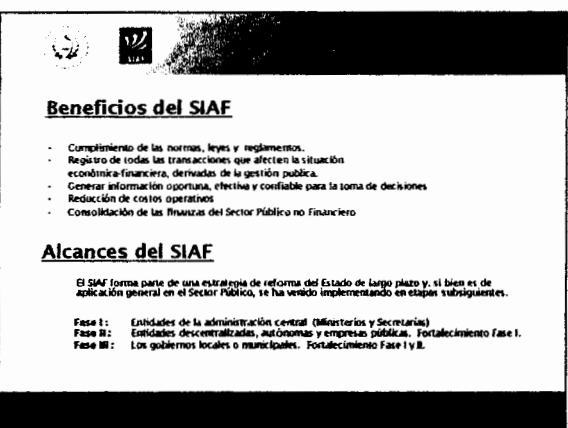 SIAF
Beneficios del SIAF
- Cumplimiento de las normas, leyes y reglamentos.
- Registro de todas las transacciones que afecten la situación
económica-financiera, derivadas de la gestión publica.
- Generar información oportuna, efectiva y confiable para la toma de decisiones
- Reducción de costos operativos
- Consolidación de las finanzas del Sector Público no Financiero
Alcances del SIAF
El SIAF forma parte de una estrategia de reforma del Estado de largo plazo y, si bien es de
aplicación general en el Sector Público, se ha venido implementando en etapas subsiguientes.
Fase I: Entidades de la administración central (Ministerios y Secretarias)
Fase II: Entidades descentralizadas, autónomas y empresas públicas. Fortalecimiento Fase I.
Fase III: Los gobiernos locales o municipales. Fortalecimiento Fase I y II.